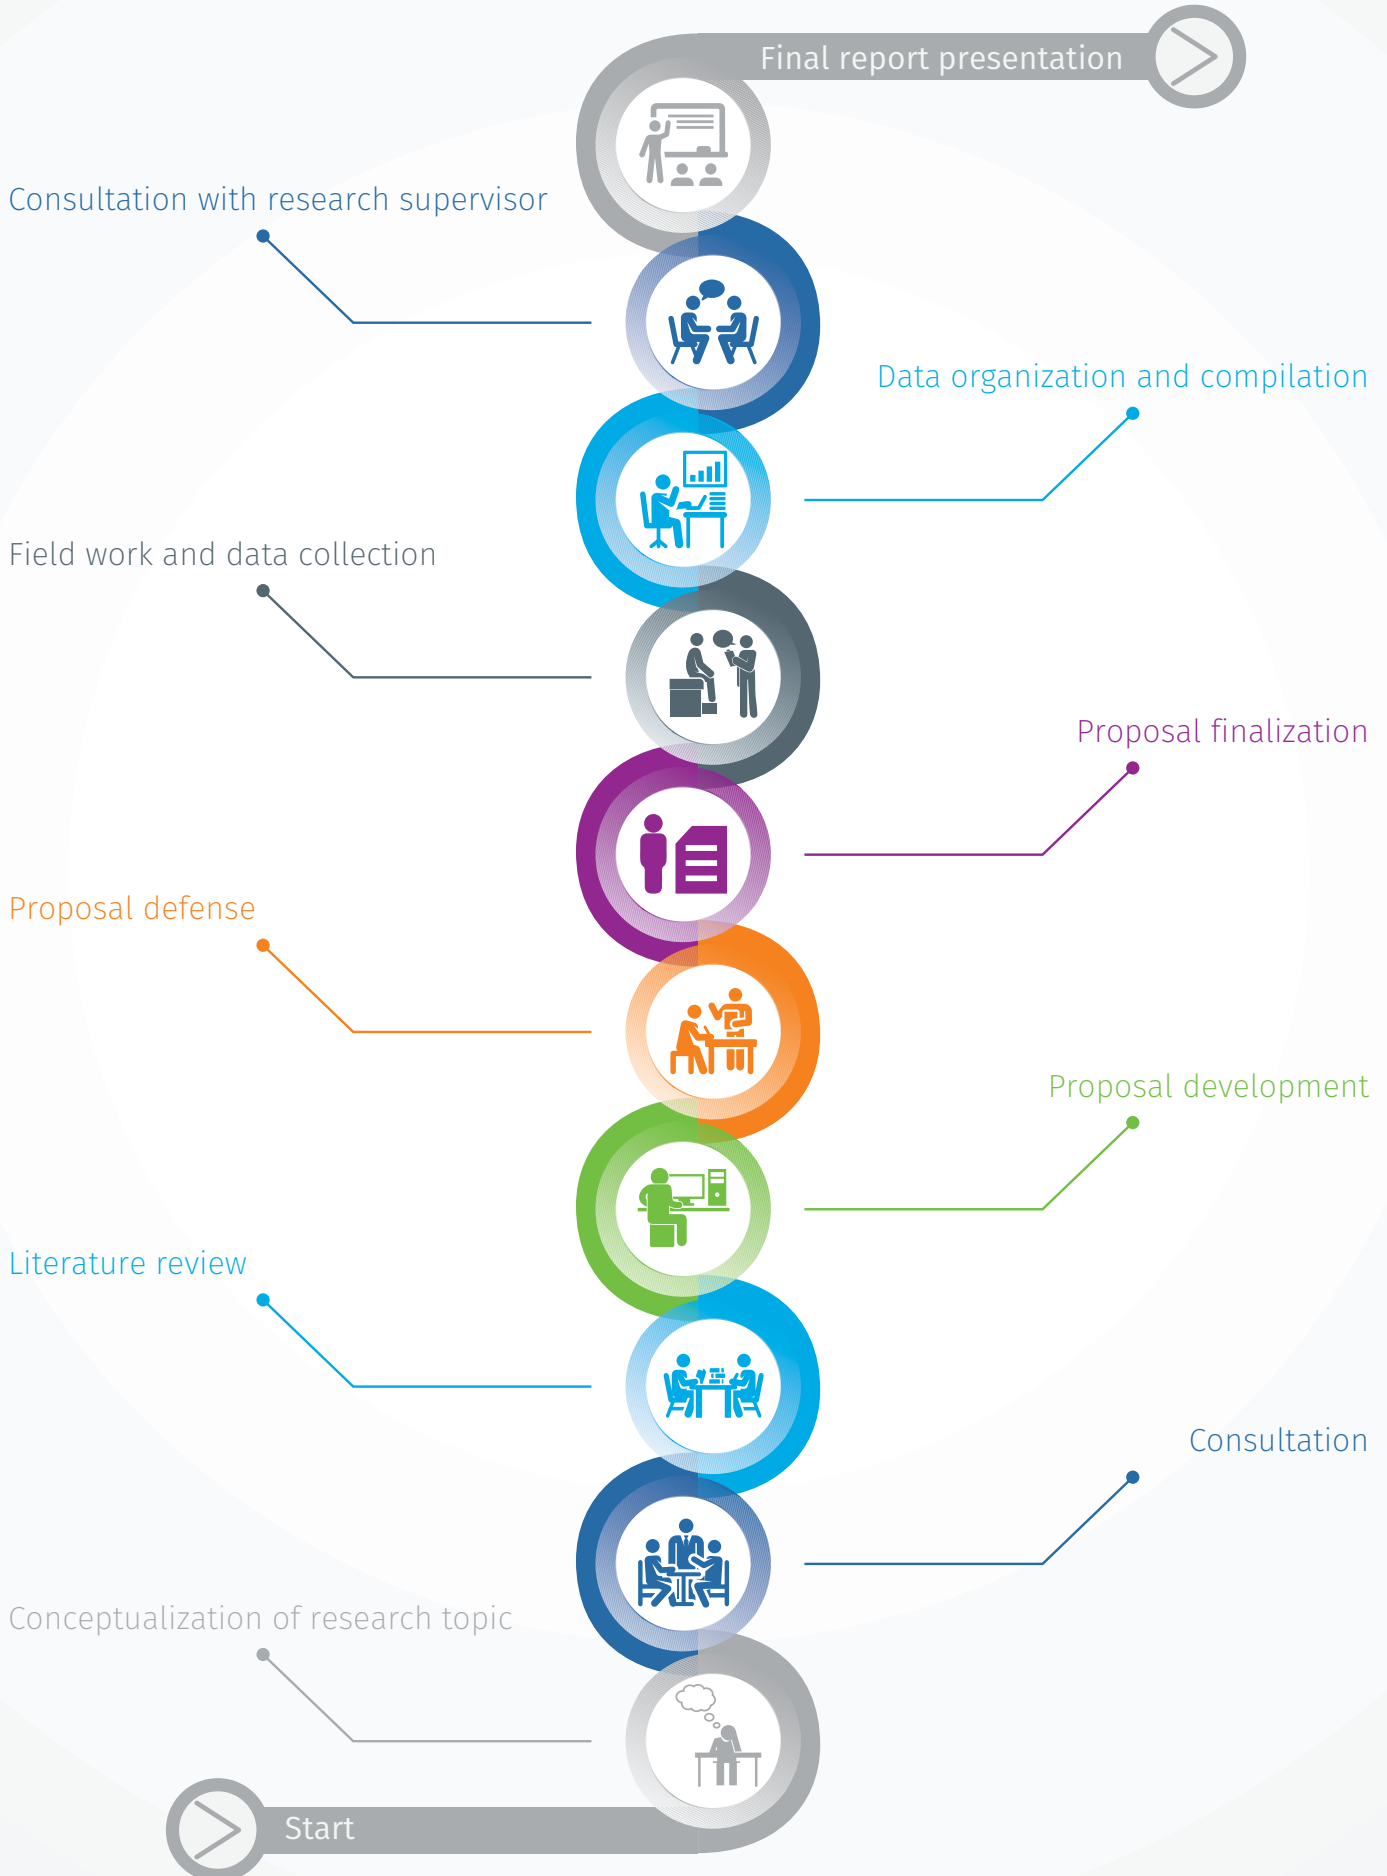 Final report presentation
Consultation with research supervisor
Data organization and compilation
Field work and data collection
Proposal finalization
Proposal defense
Proposal development
Literature review
Consultation
Conceptualization of research topic
Start